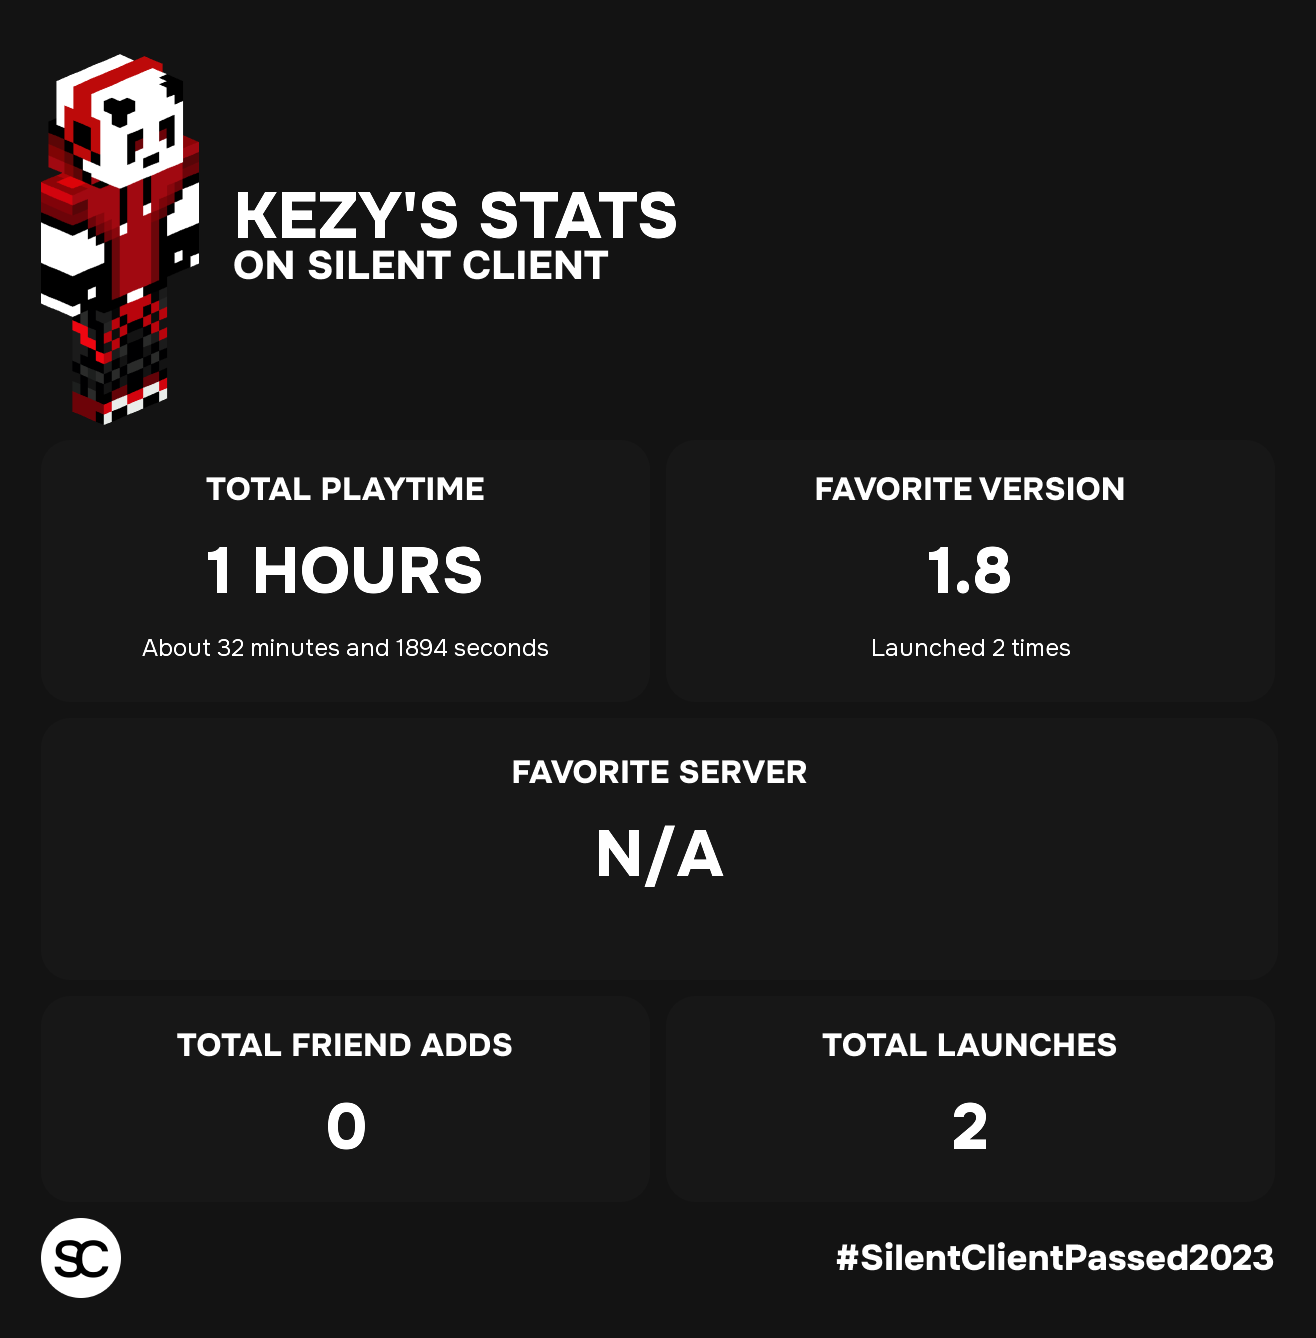 KEZY'S STATS
ON SILENT CLIENT
TOTAL PLAYTIME
1 HOURS
About 32 minutes and 1894 seconds
FAVORITE VERSION
1.8
Launched 2 times
FAVORITE SERVER
N/A
TOTAL FRIEND ADDS
0
TOTAL LAUNCHES
2
SC
#SilentClientPassed2023